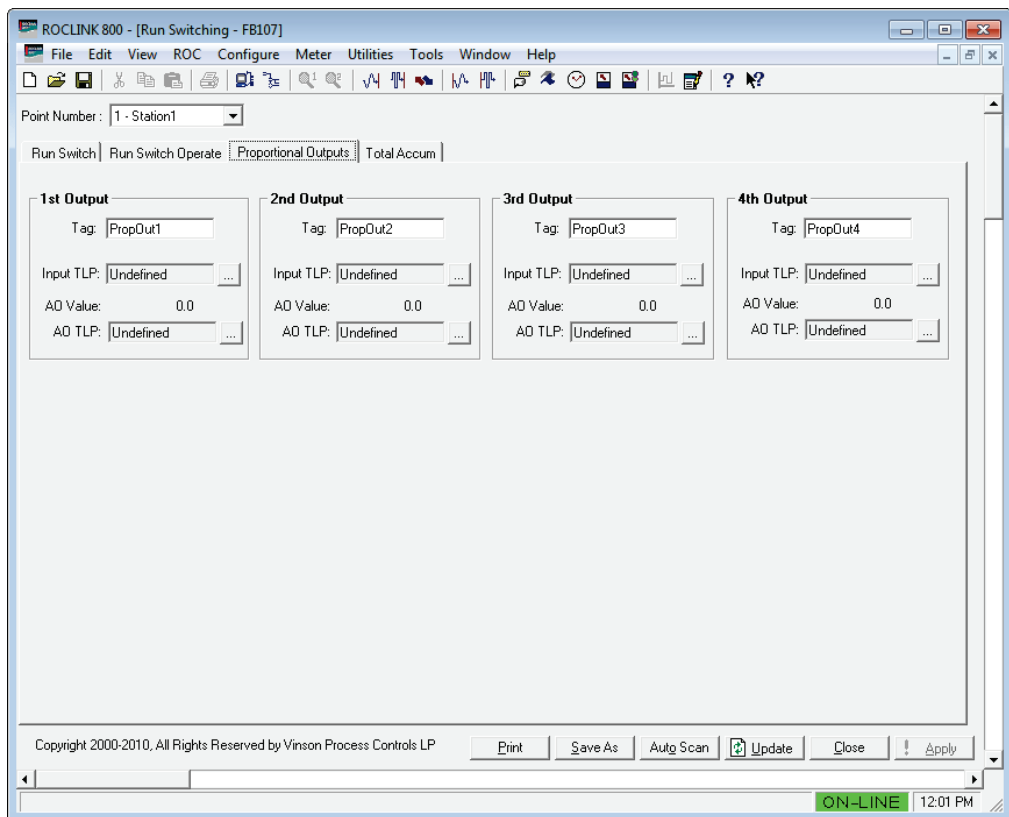 ROCLINK 800 - [Run Switching - FB107]
File Edit View ROC Configure Meter Utilities Tools Window Help
Point Number : 1 - Station1
Run Switch Run Switch Operate Proportional Outputs Total Accum
1st Output 2nd Output 3rd Output 4th Output
Tag: PropOut1 Tag: PropOut2 Tag: PropOut3 Tag: PropOut4
Input TLP: Undefined ... Input TLP: Undefined ... Input TLP: Undefined ... Input TLP: Undefined ...
AO Value: 0.0 AO Value: 0.0 AO Value: 0.0 AO Value: 0.0
AO TLP: Undefined ... AO TLP: Undefined ... AO TLP: Undefined ... AO TLP: Undefined ...
Copyright 2000-2010, All Rights Reserved by Vinson Process Controls LP Print Save As Auto Scan Update Close ! Apply
ON-LINE 12:01 PM